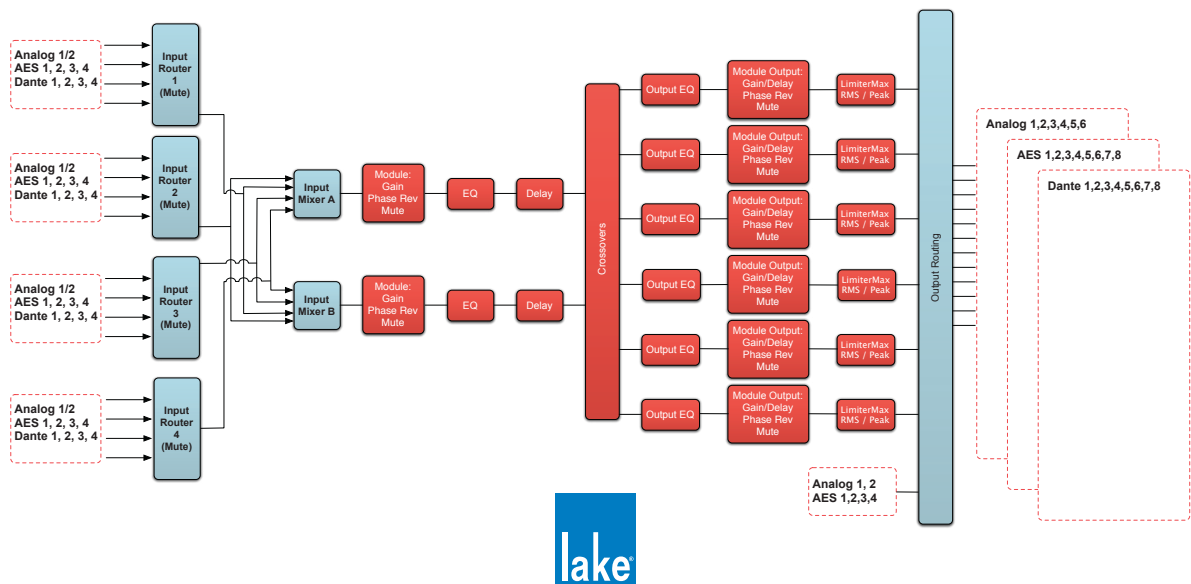 Analog 1/2
AES 1, 2, 3, 4
Dante 1, 2, 3, 4
Input
Router
1
(Mute)
Analog 1/2
AES 1, 2, 3, 4
Dante 1, 2, 3, 4
Input
Router
2
(Mute)
Analog 1/2
AES 1, 2, 3, 4
Dante 1, 2, 3, 4
Input
Router
3
(Mute)
Analog 1/2
AES 1, 2, 3, 4
Dante 1, 2, 3, 4
Input
Router
4
(Mute)
Input
Mixer A
Module:
Gain
Phase Rev
Mute
EQ
Delay
Input
Mixer B
Module:
Gain
Phase Rev
Mute
EQ
Delay
Crossovers
Output EQ
Module Output:
Gain/Delay
Phase Rev
Mute
LimiterMax
RMS / Peak
Output EQ
Module Output:
Gain/Delay
Phase Rev
Mute
LimiterMax
RMS / Peak
Output EQ
Module Output:
Gain/Delay
Phase Rev
Mute
LimiterMax
RMS / Peak
Output EQ
Module Output:
Gain/Delay
Phase Rev
Mute
LimiterMax
RMS / Peak
Output EQ
Module Output:
Gain/Delay
Phase Rev
Mute
LimiterMax
RMS / Peak
Output EQ
Module Output:
Gain/Delay
Phase Rev
Mute
LimiterMax
RMS / Peak
Analog 1, 2
AES 1,2,3,4
Output Routing
Analog 1,2,3,4,5,6
AES 1,2,3,4,5,6,7,8
Dante 1,2,3,4,5,6,7,8
lake®